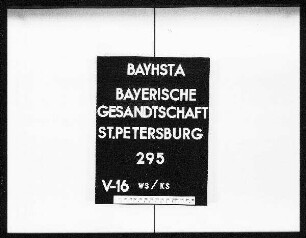 BAYHSTA
BAYERISCHE
GESANDTSCHAFT
ST. PETERSBURG
295
V-16 WS/KS